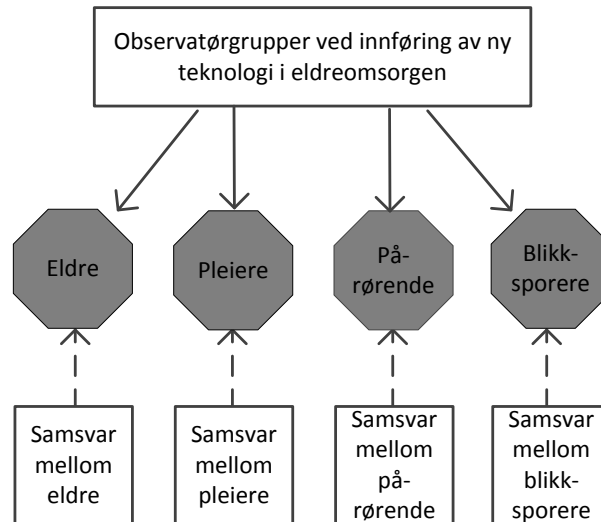 Observatørgrupper ved innføring av ny
teknologi i eldreomsorgen
Eldre
Pleiere
På-
rørende
Blikk-
sporere
Samsvar
mellom
eldre
Samsvar
mellom
pleiere
Samsvar
mellom
på-
rørende
Samsvar
mellom
blikk-
sporere